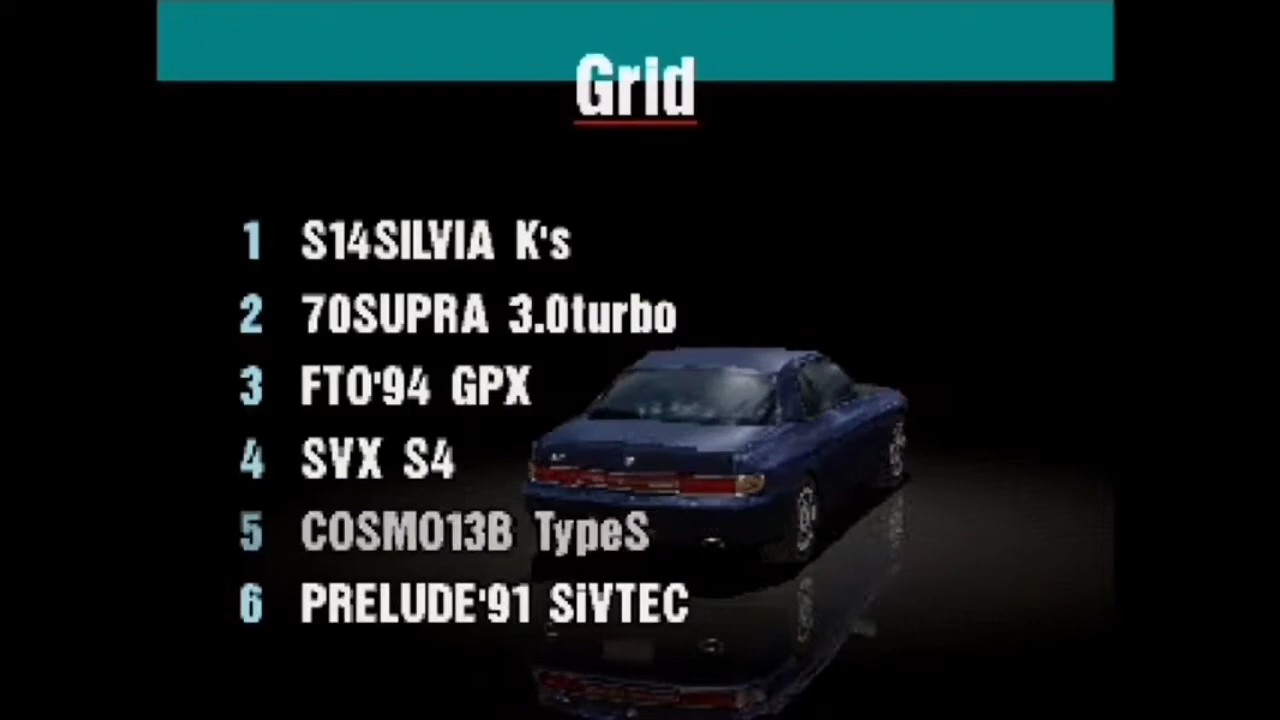 Grid
1 S14SILVIA K's
2 70SUPRA 3.0turbo
3 FTO'94 GPX
4 SVX S4
5 COSMO13B TypeS
6 PRELUDE'91 SiVTEC